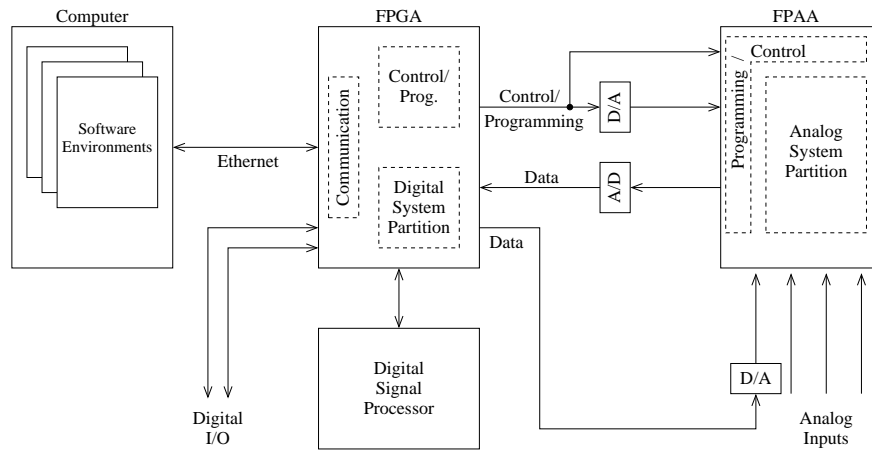 Computer
FPGA
FPAA
Software
Environments
Ethernet
Communication
Control/
Prog.
Digital
System
Partition
Control/
Programming
D/A
Data
A/D
Data
Programming /
Control
Analog
System
Partition
Digital
Signal
Processor
D/A
Digital
I/O
Analog
Inputs